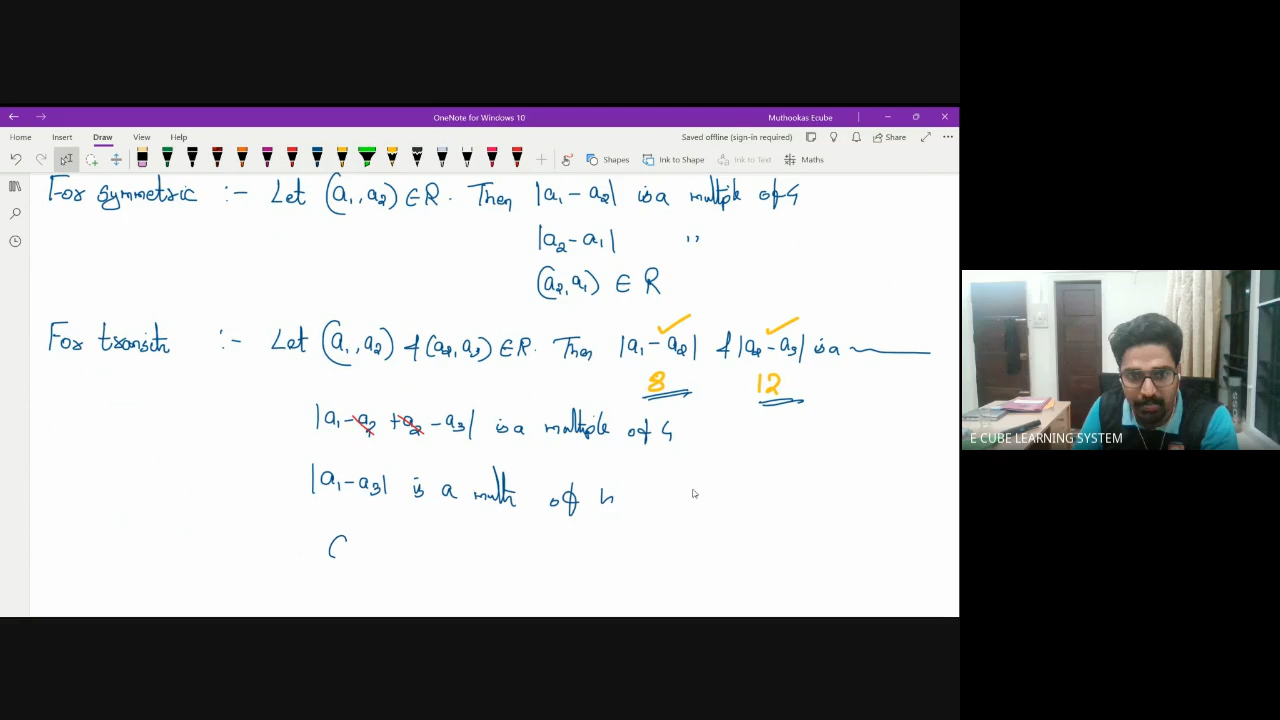 OneNote for Windows 10
Muthookas Ecube
Home Insert Draw View Help
Saved offline (sign-in required)
Share
Shapes
Ink to Shape
Ink to Text
Maths
For symmetric :- Let (a₁, a₂) ∈ R. Then |a₁ - a₂| is a multiple of 4
|a₂ - a₁| "
(a₂, a₁) ∈ R
For :- Let (a₁, a₂) & (a₂, a₃) ∈ R. Then |a₁ - a₂| & |a₂ - a₃| is a
8 12
|a₁ - a₂ + a₂ - a₃| is a multiple of 4
|a₁ - a₃| is a of 4
(
E CUBE LEARNING SYSTEM